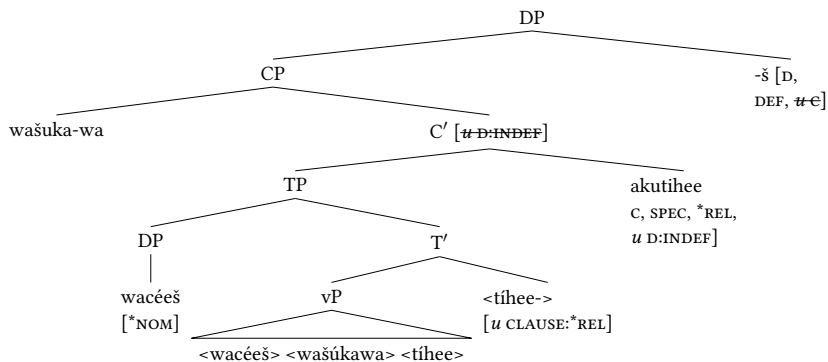 DP
CP
-š [D,
DEF, u C]
wašuka-wa
C′ [u D:INDEF]
TP
akutihee
C, SPEC, *REL,
u D:INDEF]
DP
T′
wacéeš
[*NOM]
vP
<tíhee->
[u CLAUSE:*REL]
<wacéeš> <wašúkawa> <tíhee>